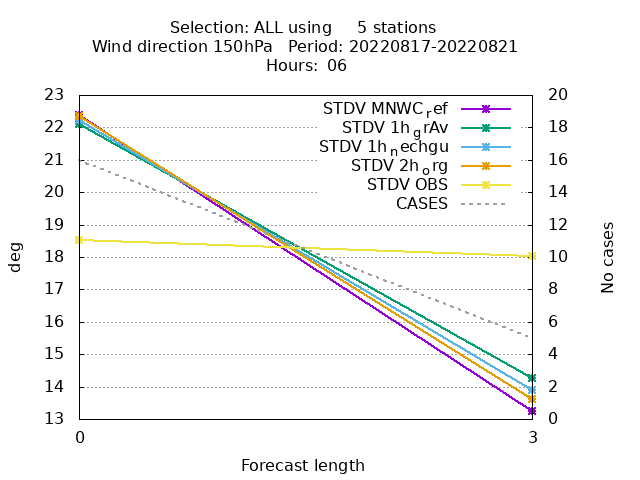 Selection: ALL using     5 stations
Wind direction 150hPa   Period: 20220817-20220821
Hours: 06
23
22
21
20
19
18
17
16
15
14
13
20
18
16
14
12
10
8
6
4
2
0
STDV MNWC_ref
STDV 1h_grAv
STDV 1h_nechgu
STDV 2h_org
STDV OBS
CASES
deg
No cases
0
3
Forecast length